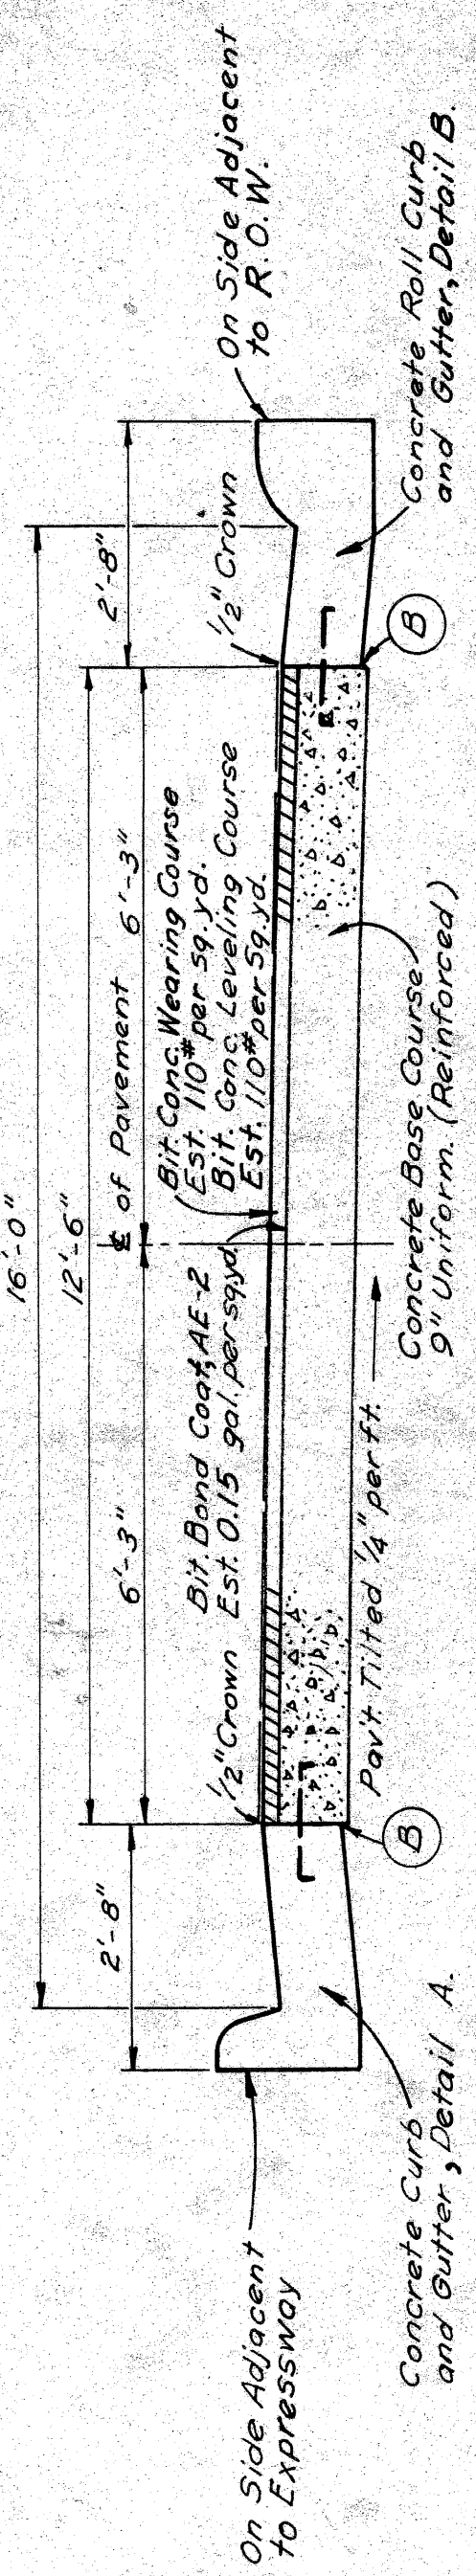 16'-0"
12'-6"
2'-8"
6'-3"
℄ of Pavement
6'-3"
2'-8"
On Side Adjacent
to Expressway
1/2" Crown
Bit. Bond Coat, AE-2
Est. 0.15 gal. per sq.yd.
Bit. Conc. Wearing Course
Est. 110# per sq. yd.
Bit. Conc. Leveling Course
Est. 110# per Sq. yd.
1/2" Crown
On Side Adjacent
to R.O.W.
Concrete Curb
and Gutter, Detail A.
B
Pav't. Tilted 1/4" per ft.
Concrete Base Course
9" Uniform. (Reinforced)
B
Concrete Roll Curb
and Gutter, Detail B.